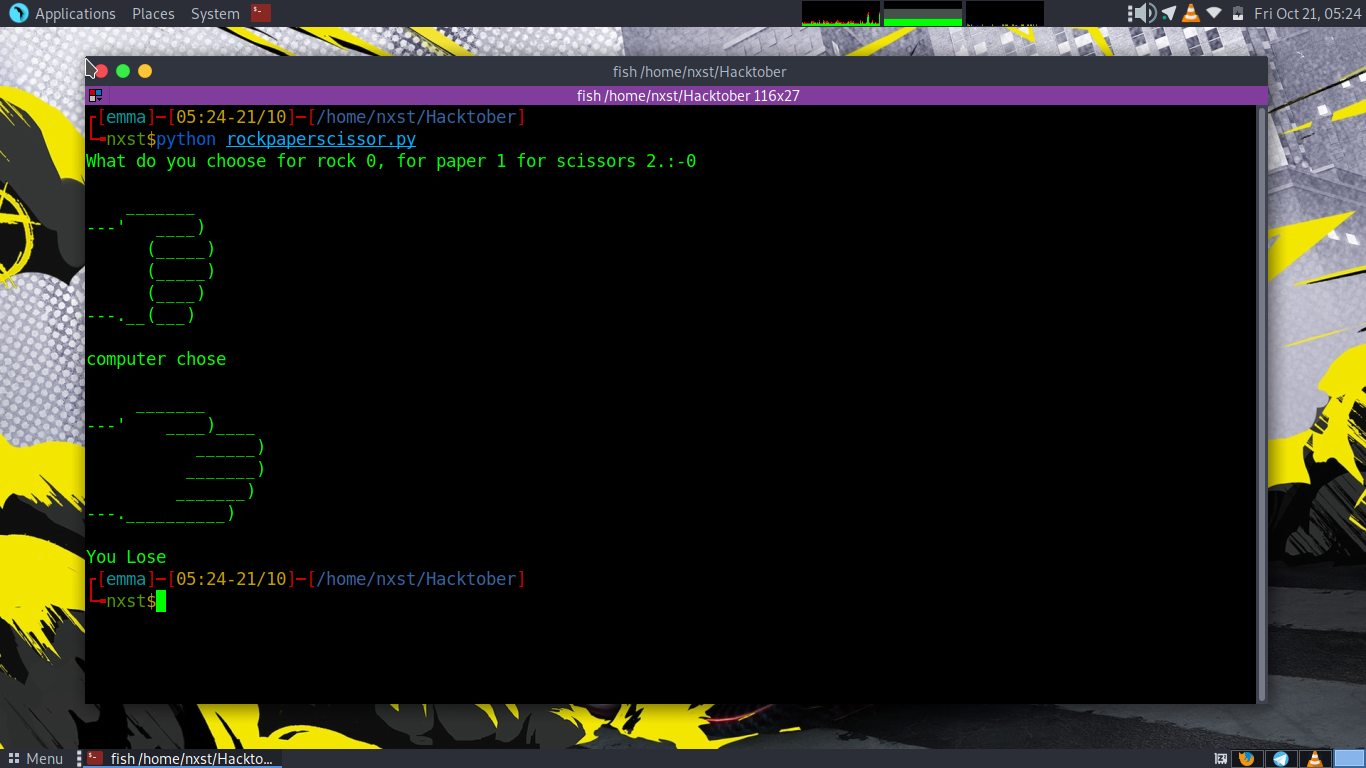 Applications Places System Fri Oct 21, 05:24
fish /home/nxst/Hacktober
fish /home/nxst/Hacktober 116x27
┌[emma]─[05:24-21/10]─[/home/nxst/Hacktober]
└╼nxst$python rockpaperscissor.py
What do you choose for rock 0, for paper 1 for scissors 2.:-0
    _______
---'   ____)
      (_____)
      (_____)
      (____)
---.__(___)
computer chose
     _______
---'    ____)____
           ______)
          _______)
         _______)
---.__________)
You Lose
┌[emma]─[05:24-21/10]─[/home/nxst/Hacktober]
└╼nxst$
Menu fish /home/nxst/Hackto...